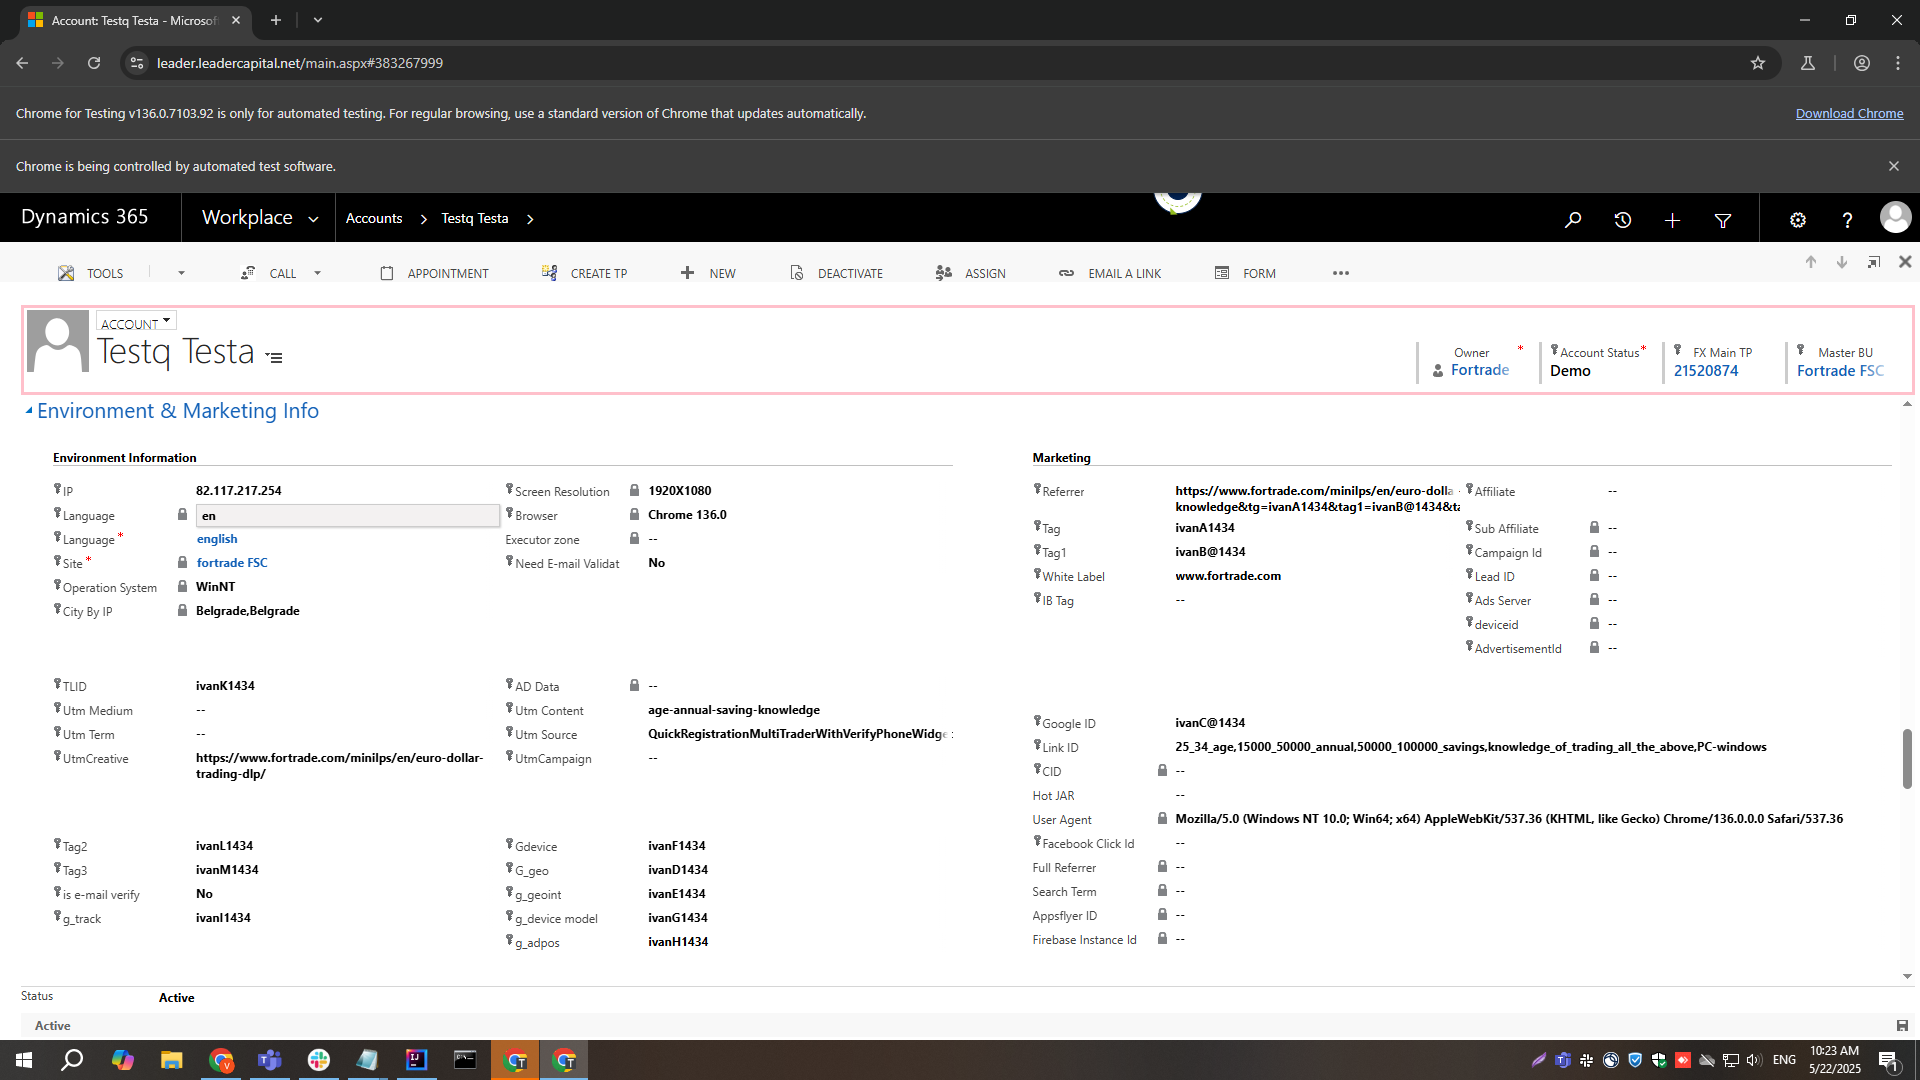 Account: Testq Testa - Microsof
leader.leadercapital.net/main.aspx#383267999
Chrome for Testing v136.0.7103.92 is only for automated testing. For regular browsing, use a standard version of Chrome that updates automatically.
Download Chrome
Chrome is being controlled by automated test software.
Dynamics 365
Workplace
Accounts
Testq Testa
TOOLS
CALL
APPOINTMENT
CREATE TP
NEW
DEACTIVATE
ASSIGN
EMAIL A LINK
FORM
ACCOUNT
Testq Testa
Owner *
Fortrade
Account Status*
Demo
FX Main TP
21520874
Master BU
Fortrade FSC
Environment & Marketing Info
Environment Information
IP 82.117.217.254
Language en
Language * english
Site * fortrade FSC
Operation System WinNT
City By IP Belgrade,Belgrade
Screen Resolution 1920X1080
Browser Chrome 136.0
Executor zone --
Need E-mail Validat No
TLID ivanK1434
Utm Medium --
Utm Term --
UtmCreative https://www.fortrade.com/minilps/en/euro-dollar-
trading-dlp/
AD Data --
Utm Content age-annual-saving-knowledge
Utm Source QuickRegistrationMultiTraderWithVerifyPhoneWidge
UtmCampaign --
Tag2 ivanL1434
Tag3 ivanM1434
is e-mail verify No
g_track ivanI1434
Gdevice ivanF1434
G_geo ivanD1434
g_geoint ivanE1434
g_device model ivanG1434
g_adpos ivanH1434
Marketing
Referrer https://www.fortrade.com/minilps/en/euro-dolla
knowledge&tg=ivanA1434&tag1=ivanB@1434&ta
Tag ivanA1434
Tag1 ivanB@1434
White Label www.fortrade.com
IB Tag --
Affiliate --
Sub Affiliate --
Campaign Id --
Lead ID --
Ads Server --
deviceid --
AdvertisementId --
Google ID ivanC@1434
Link ID 25_34_age,15000_50000_annual,50000_100000_savings,knowledge_of_trading_all_the_above,PC-windows
CID --
Hot JAR --
User Agent Mozilla/5.0 (Windows NT 10.0; Win64; x64) AppleWebKit/537.36 (KHTML, like Gecko) Chrome/136.0.0.0 Safari/537.36
Facebook Click Id --
Full Referrer --
Search Term --
Appsflyer ID --
Firebase Instance Id --
Status Active
Active
ENG
10:23 AM
5/22/2025
1